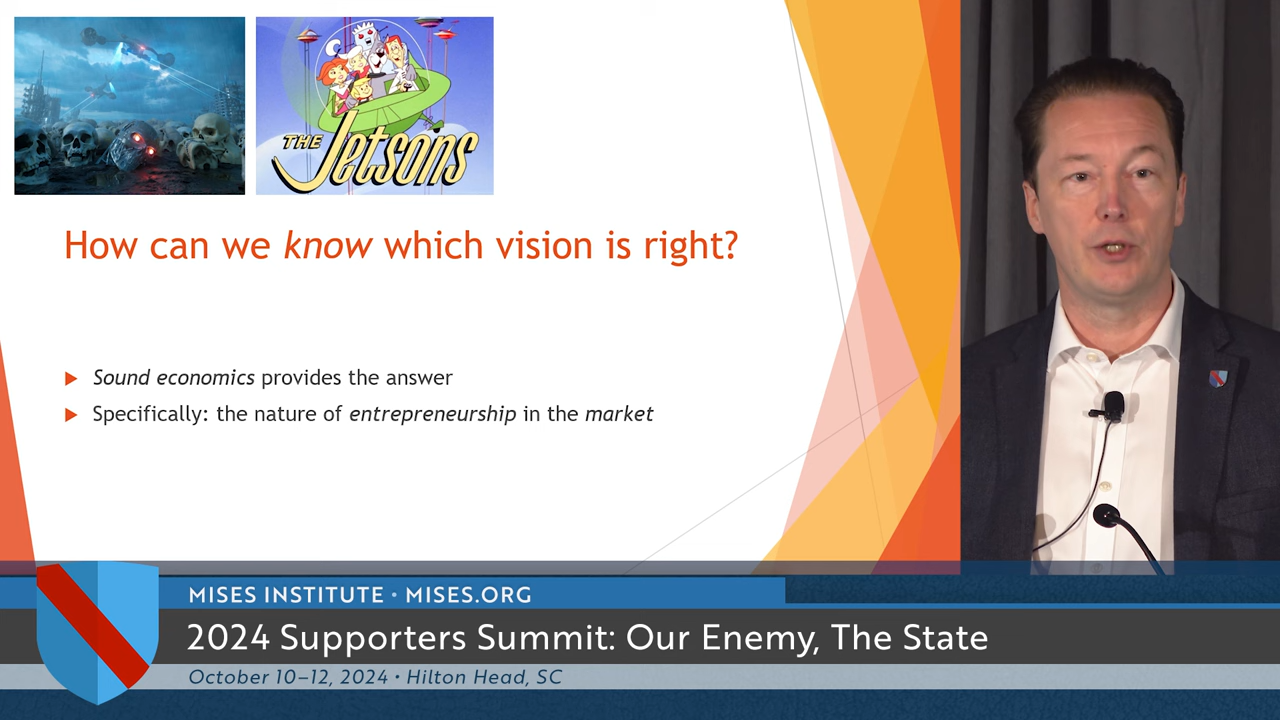 THE Jetsons
How can we know which vision is right?
▶ Sound economics provides the answer
▶ Specifically: the nature of entrepreneurship in the market
MISES INSTITUTE • MISES.ORG
2024 Supporters Summit: Our Enemy, The State
October 10–12, 2024 • Hilton Head, SC